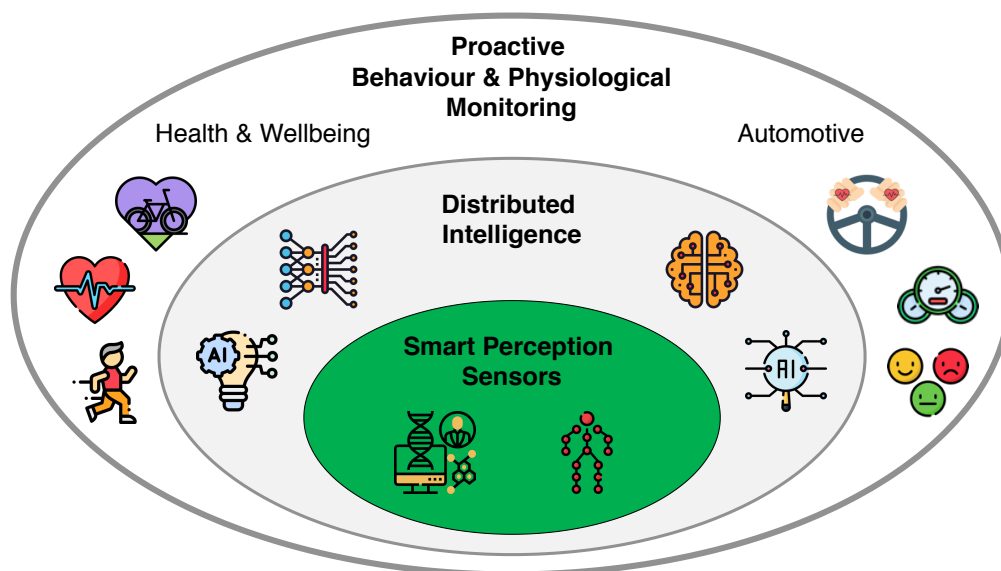 Proactive
Behaviour & Physiological
Monitoring
Health & Wellbeing
Automotive
Distributed
Intelligence
AI
AI
Smart Perception
Sensors